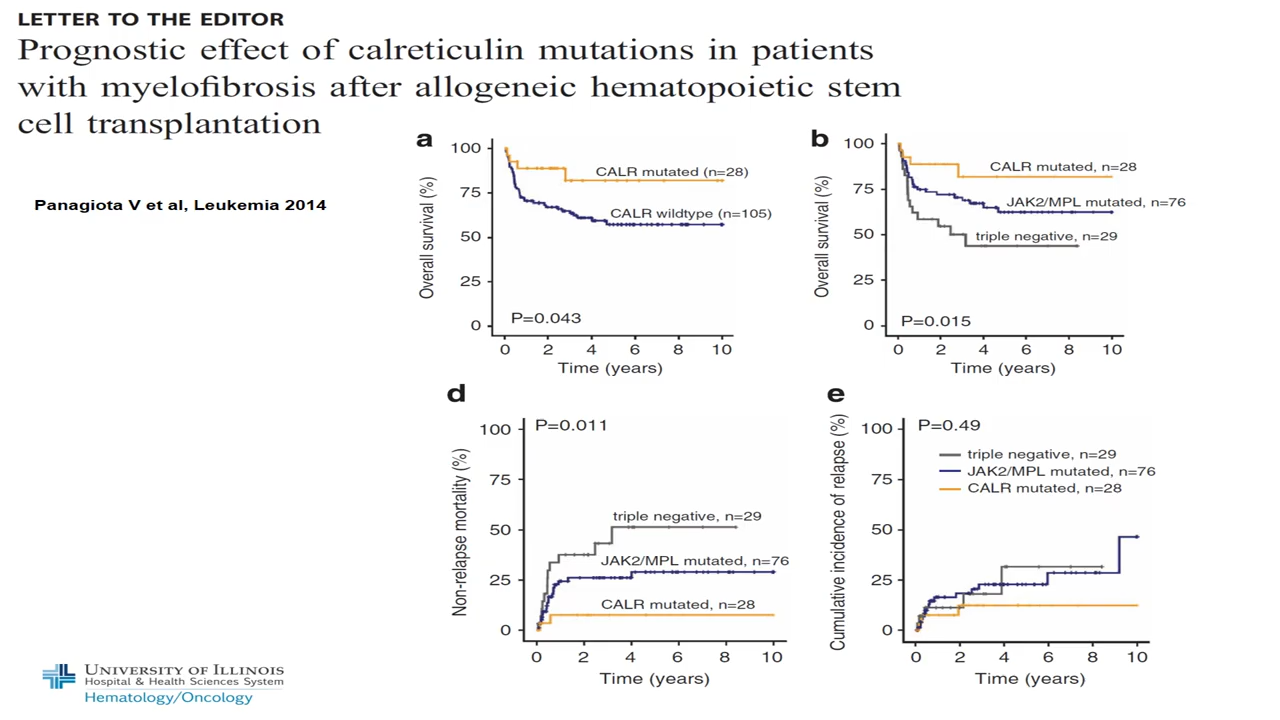 LETTER TO THE EDITOR
Prognostic effect of calreticulin mutations in patients
with myelofibrosis after allogeneic hematopoietic stem
cell transplantation
Panagiota V et al, Leukemia 2014
a
Overall survival (%)
100
75
50
25
0
CALR mutated (n=28)
CALR wildtype (n=105)
P=0.043
0 2 4 6 8 10
Time (years)
b
Overall survival (%)
100
75
50
25
0
CALR mutated, n=28
JAK2/MPL mutated, n=76
triple negative, n=29
P=0.015
0 2 4 6 8 10
Time (years)
d
Non-relapse mortality (%)
100
75
50
25
0
P=0.011
triple negative, n=29
JAK2/MPL mutated, n=76
CALR mutated, n=28
0 2 4 6 8 10
Time (years)
e
Cumulative incidence of relapse (%)
100
75
50
25
0
P=0.49
triple negative, n=29
JAK2/MPL mutated, n=76
CALR mutated, n=28
0 2 4 6 8 10
Time (years)
UNIVERSITY OF ILLINOIS
Hospital & Health Sciences System
Hematology/Oncology